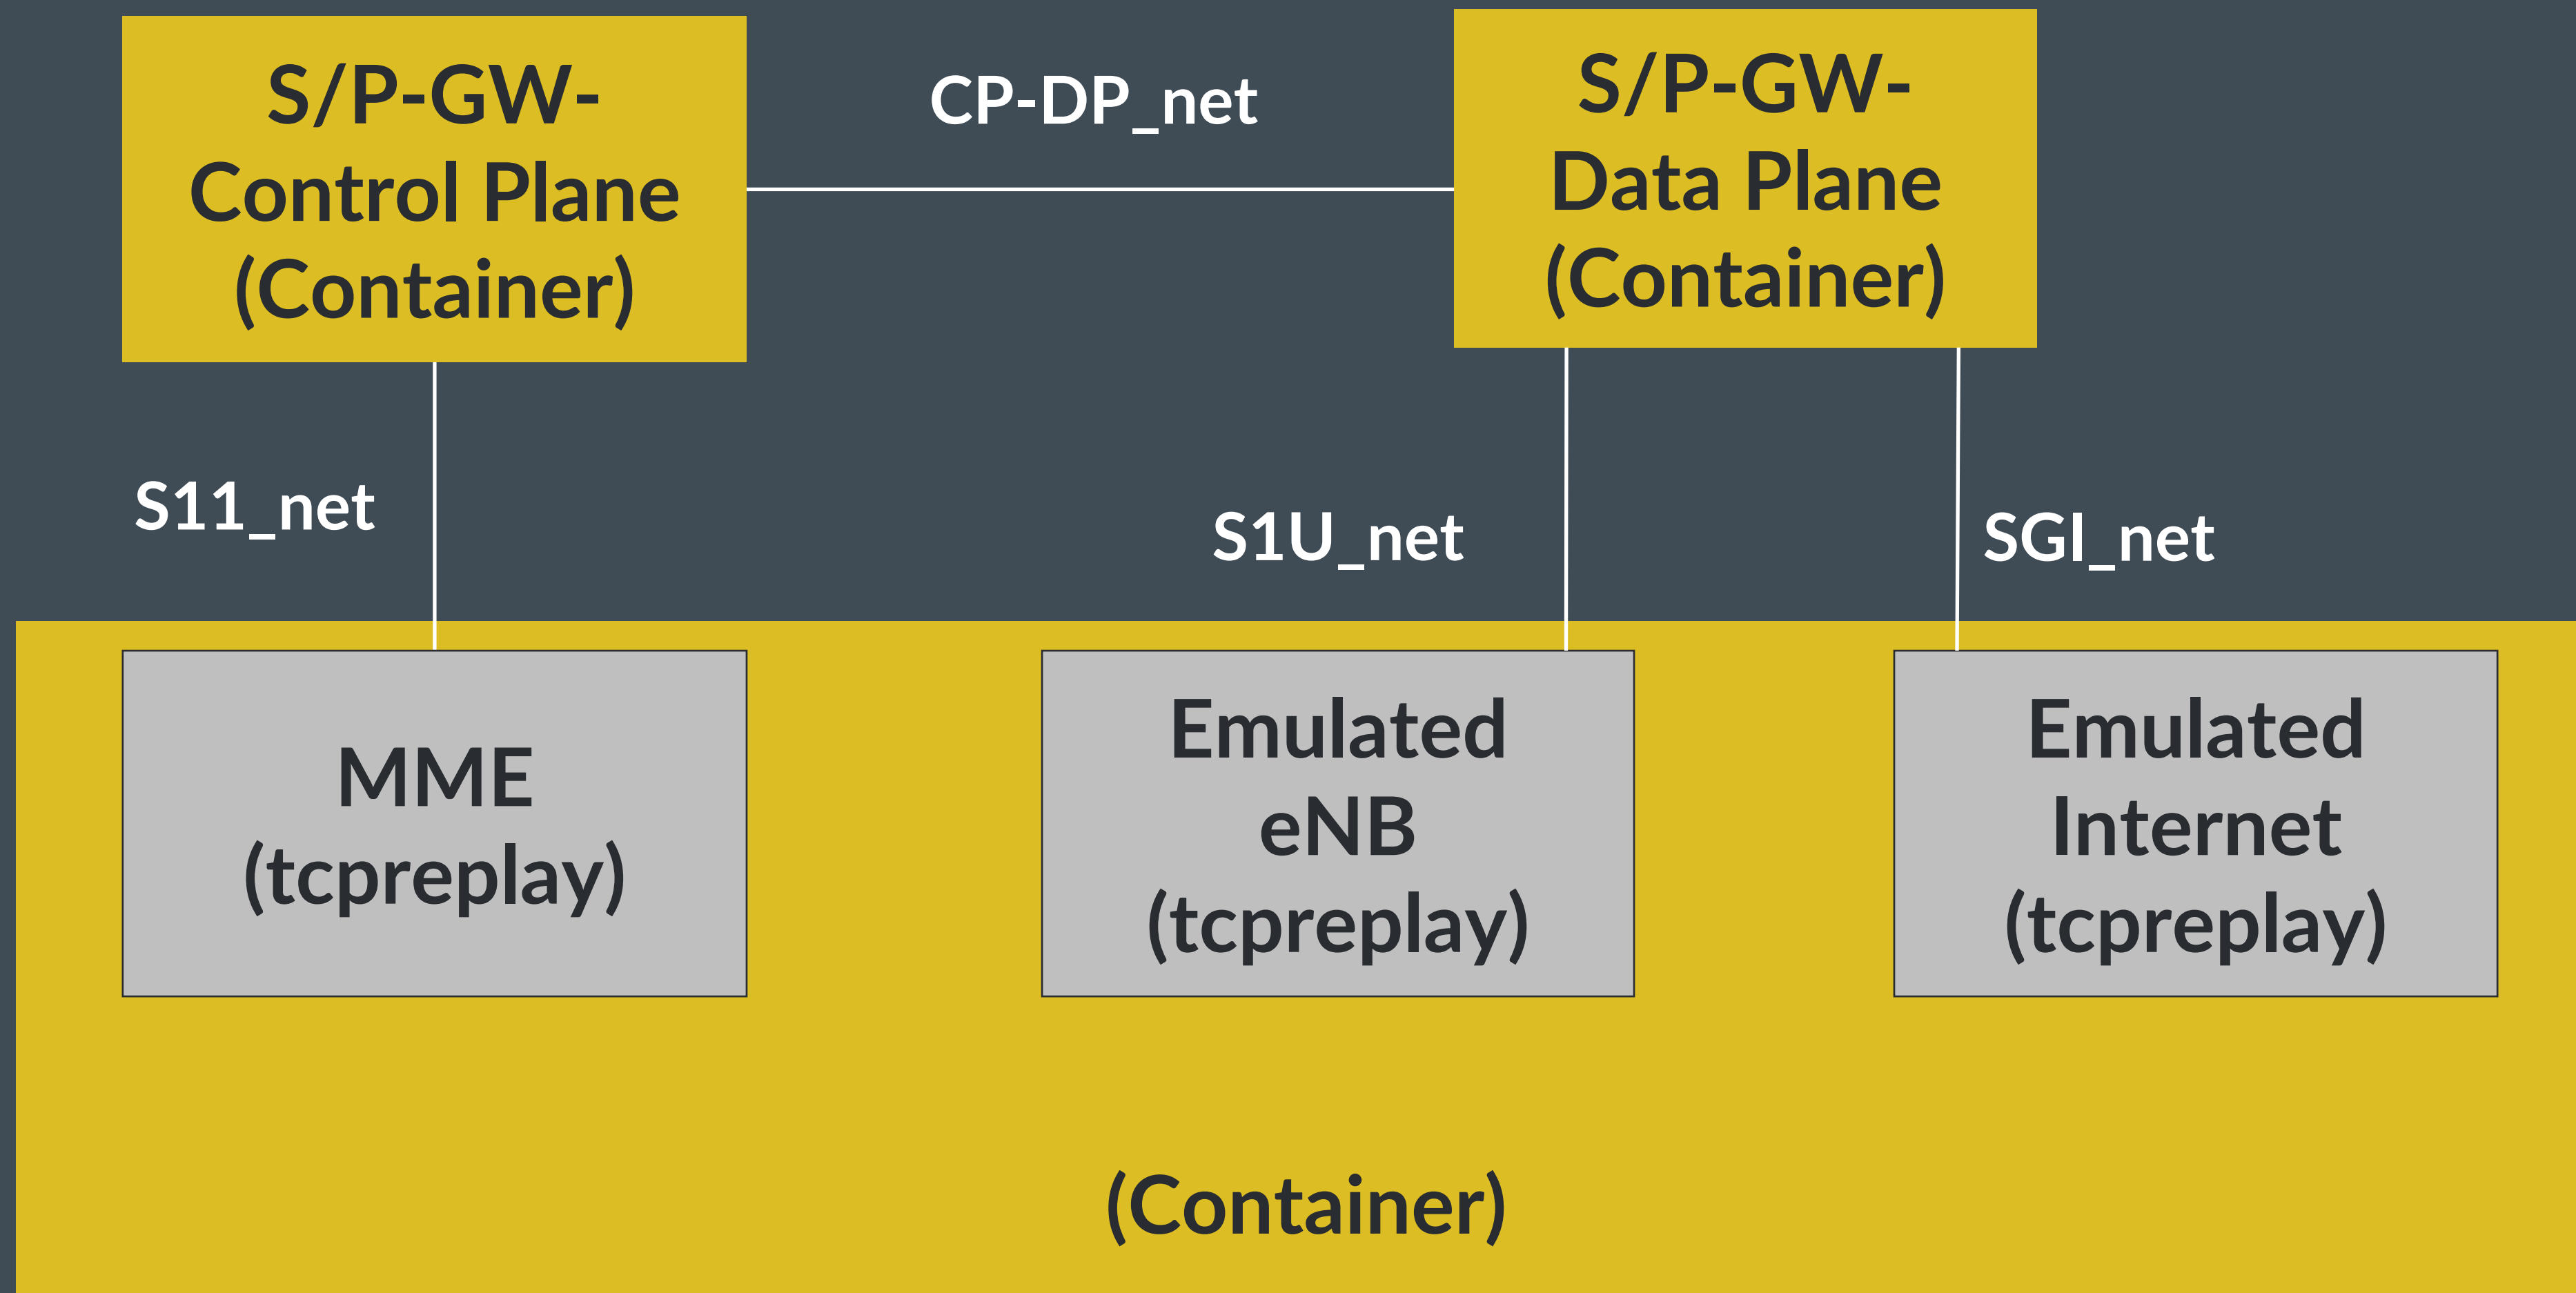 S/P-GW-
Control Plane
(Container)
CP-DP_net
S/P-GW-
Data Plane
(Container)
S11_net
S1U_net
SGI_net
MME
(tcpreplay)
Emulated
eNB
(tcpreplay)
Emulated
Internet
(tcpreplay)
(Container)